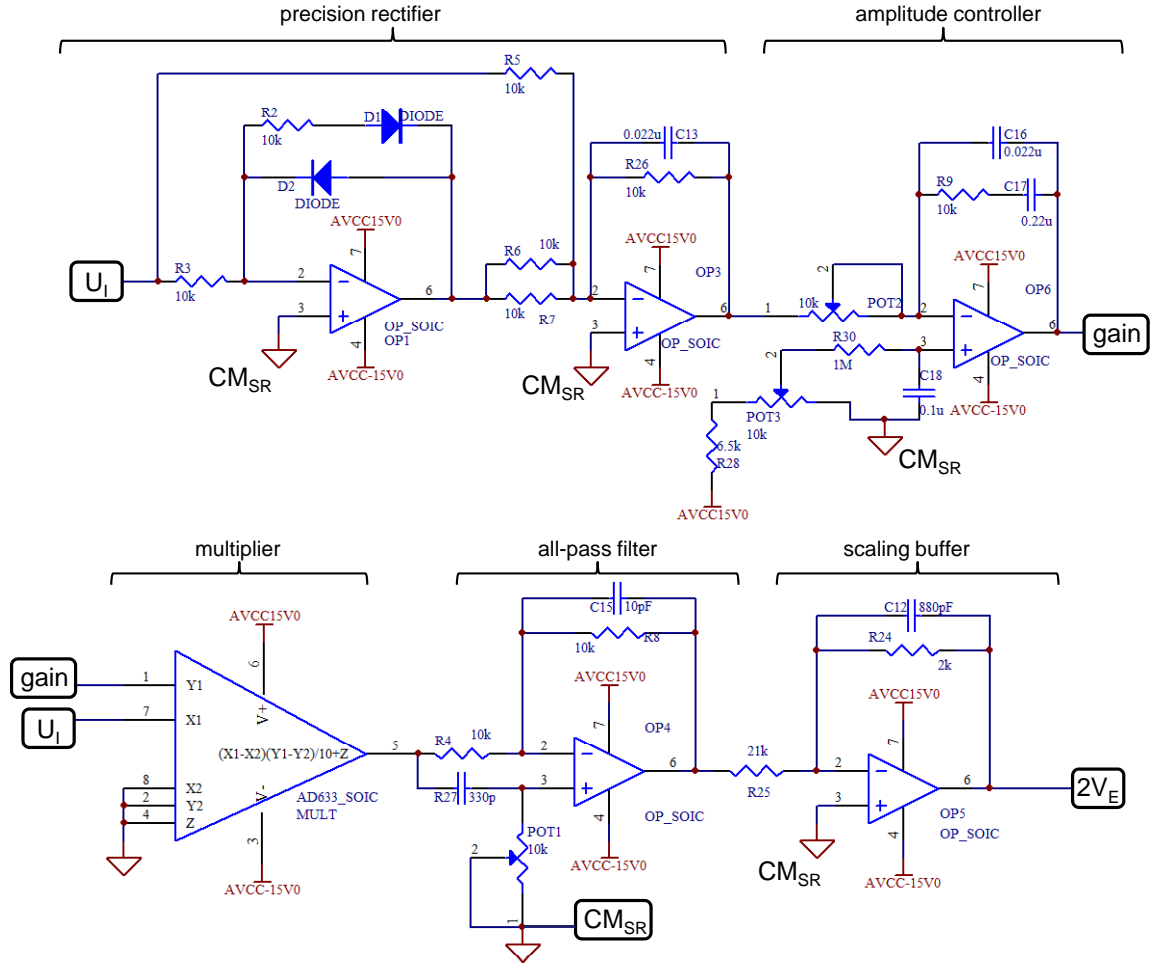 precision rectifier
amplitude controller
R5
10k
R2
10k
D1 DIODE
D2
DIODE
0.022u C13
R26
10k
C16
0.022u
R9
10k
C17
0.22u
AVCC15V0
7
U_I
R3
10k
2
3
6
4
OP_SOIC
OP1
AVCC-15V0
CM_SR
R6
10k
10k
R7
AVCC15V0
7
OP3
2
3
6
4
OP_SOIC
AVCC-15V0
CM_SR
1
10k
2
POT2
AVCC15V0
7
OP6
2
3
6
4
OP_SOIC
AVCC-15V0
gain
R30
1M
2
1
POT3
10k
C18
0.1u
CM_SR
6.5k
R28
AVCC15V0
multiplier
all-pass filter
scaling buffer
AVCC15V0
6
gain
U_I
1
7
8
2
4
Y1
X1
X2
Y2
Z
V+
V-
(X1-X2)(Y1-Y2)/10+Z
5
AD633_SOIC
MULT
3
AVCC-15V0
C15 10pF
10k
R8
AVCC15V0
7
OP4
R4
10k
2
3
6
4
OP_SOIC
AVCC-15V0
R27 330p
POT1
10k
2
1
CM_SR
21k
R25
C12 880pF
R24
2k
AVCC15V0
7
2
3
6
4
OP5
OP_SOIC
AVCC-15V0
CM_SR
2V_E